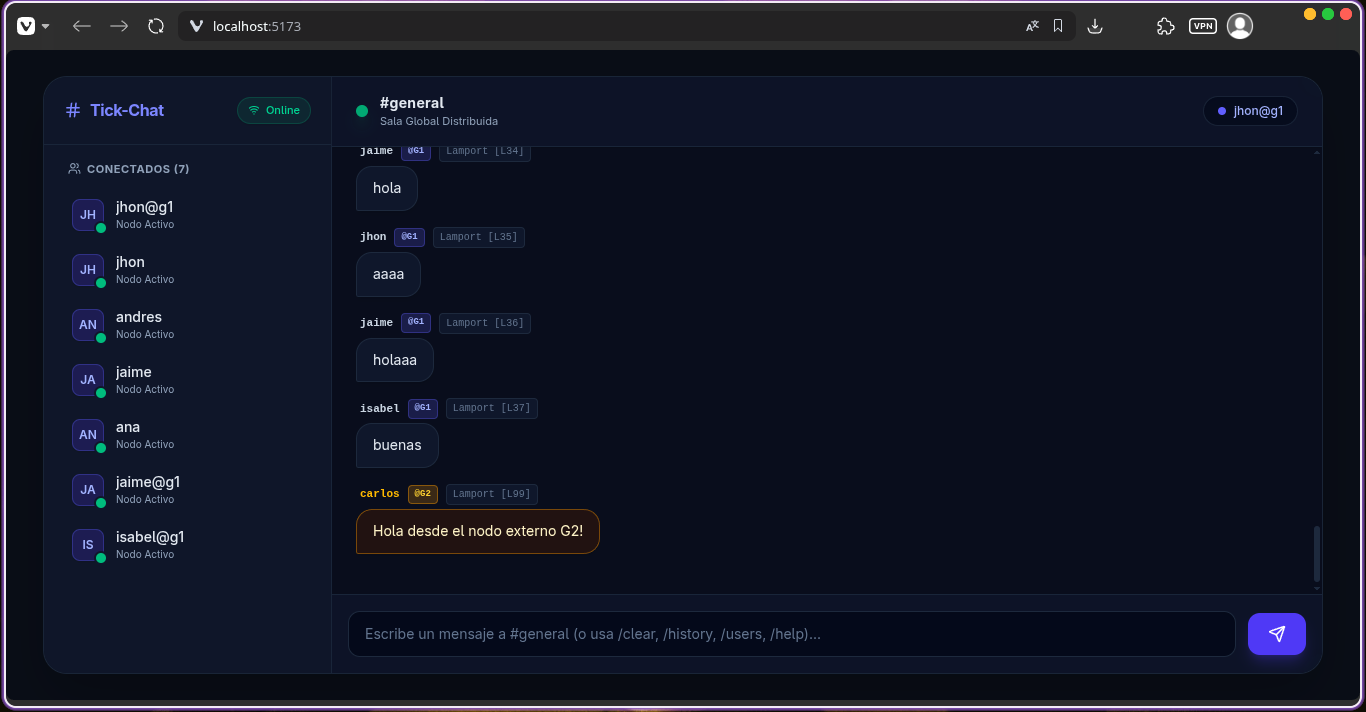 localhost:5173
VPN
# Tick-Chat
Online
CONECTADOS (7)
JH
jhon@g1
Nodo Activo
JH
jhon
Nodo Activo
AN
andres
Nodo Activo
JA
jaime
Nodo Activo
AN
ana
Nodo Activo
JA
jaime@g1
Nodo Activo
IS
isabel@g1
Nodo Activo
#general
Sala Global Distribuida
jhon@g1
jaime @G1 Lamport [L34]
hola
jhon @G1 Lamport [L35]
aaaa
jaime @G1 Lamport [L36]
holaaa
isabel @G1 Lamport [L37]
buenas
carlos @G2 Lamport [L99]
Hola desde el nodo externo G2!
Escribe un mensaje a #general (o usa /clear, /history, /users, /help)...